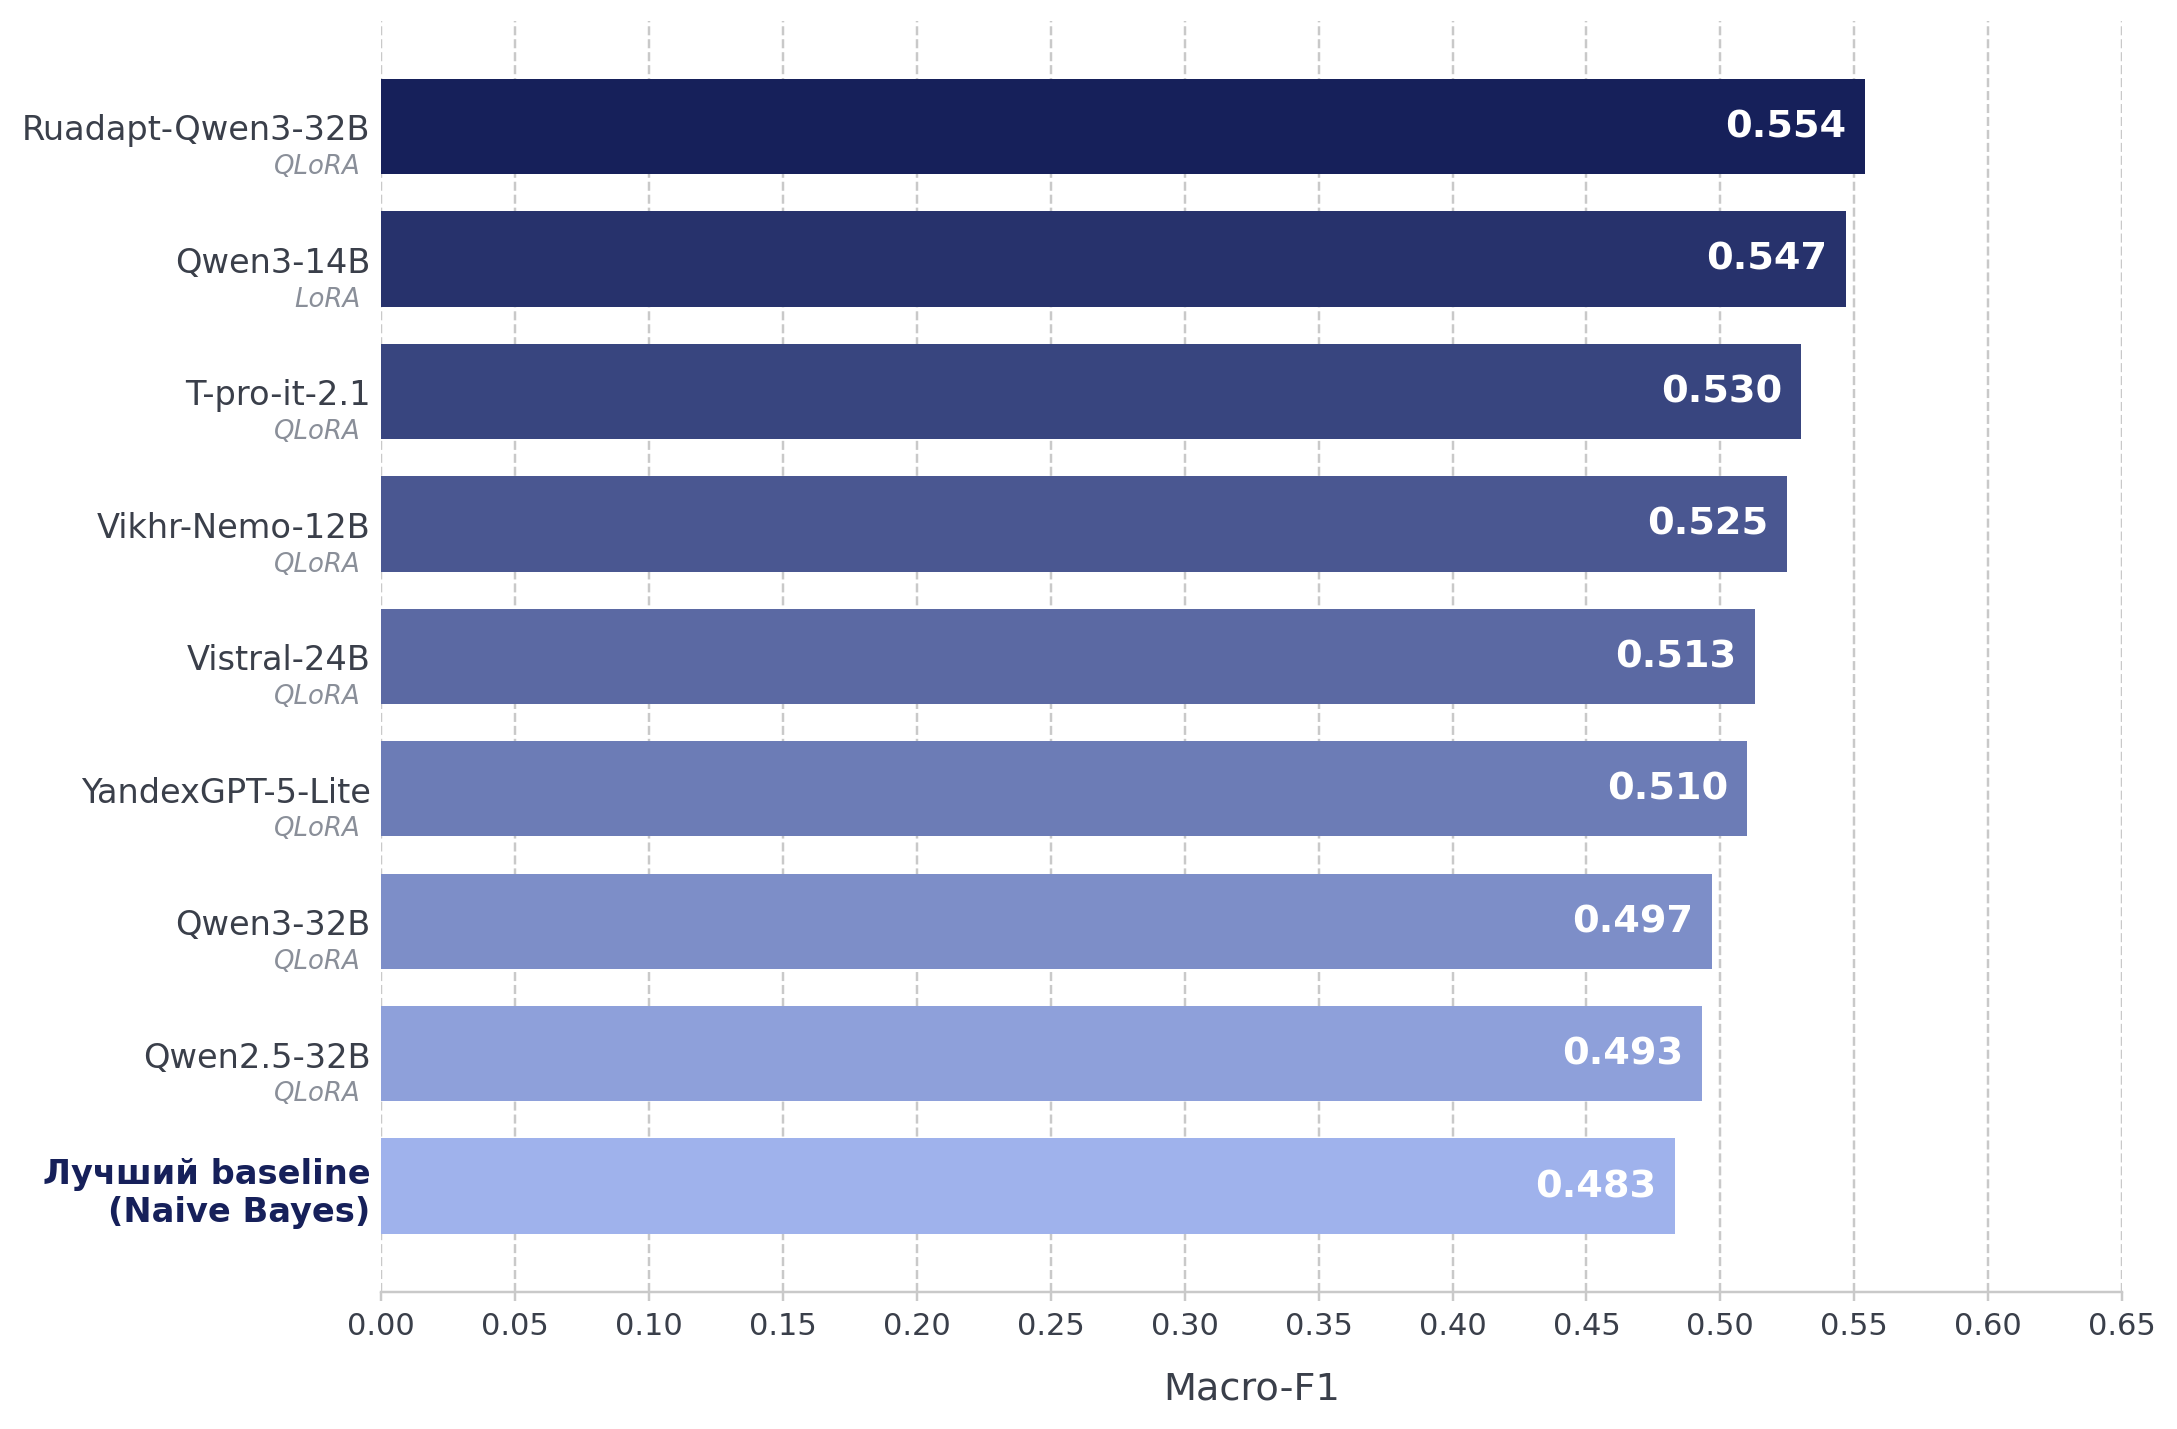 Ruadapt-Qwen3-32B
QLoRA
0.554
Qwen3-14B
LoRA
0.547
T-pro-it-2.1
QLoRA
0.530
Vikhr-Nemo-12B
QLoRA
0.525
Vistral-24B
QLoRA
0.513
YandexGPT-5-Lite
QLoRA
0.510
Qwen3-32B
QLoRA
0.497
Qwen2.5-32B
QLoRA
0.493
Лучший baseline
(Naive Bayes)
0.483
0.00 0.05 0.10 0.15 0.20 0.25 0.30 0.35 0.40 0.45 0.50 0.55 0.60 0.65
Macro-F1